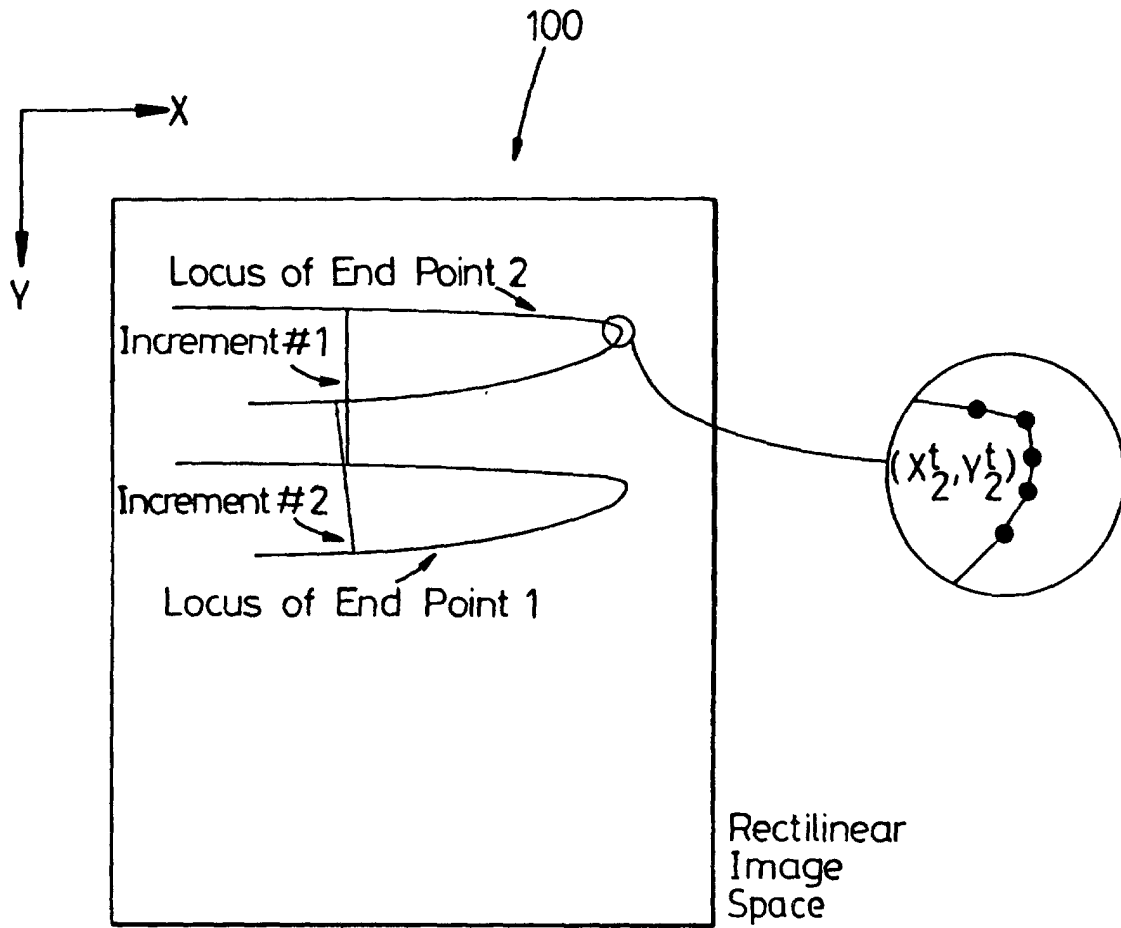 100
X
Y
Locus of End Point 2
Increment #1
(X₂ᵗ, Y₂ᵗ)
Increment #2
Locus of End Point 1
Rectilinear
Image
Space